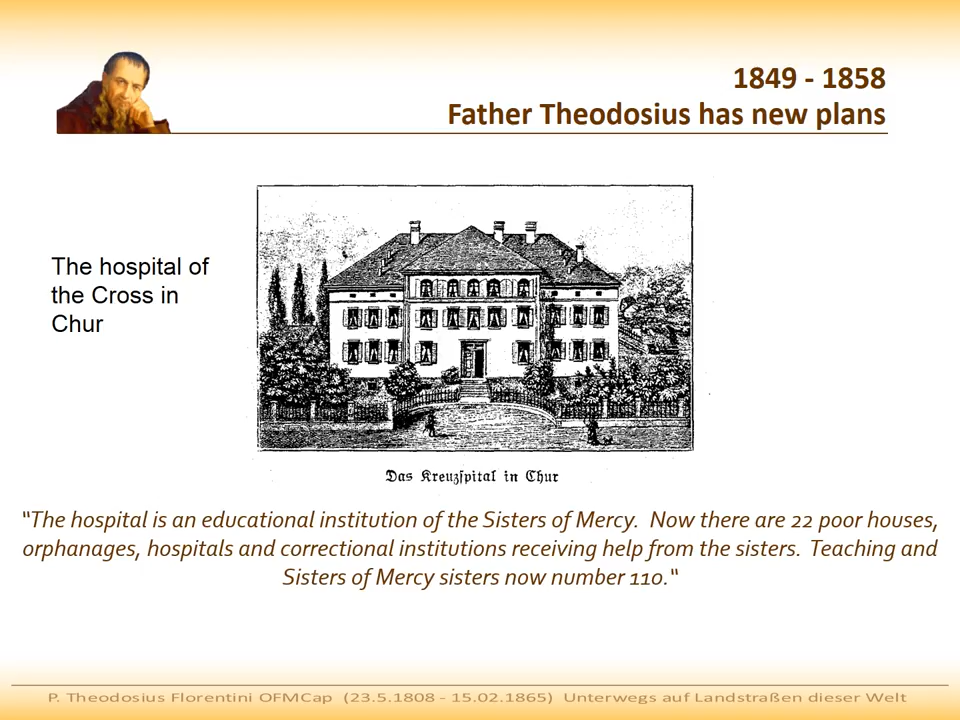 1849 - 1858
Father Theodosius has new plans
The hospital of
the Cross in
Chur
Das Kreuzſpital in Chur
“The hospital is an educational institution of the Sisters of Mercy.  Now there are 22 poor houses,
orphanages, hospitals and correctional institutions receiving help from the sisters.  Teaching and
Sisters of Mercy sisters now number 110.“
P. Theodosius Florentini OFMCap  (23.5.1808 - 15.02.1865)  Unterwegs auf Landstraßen dieser Welt